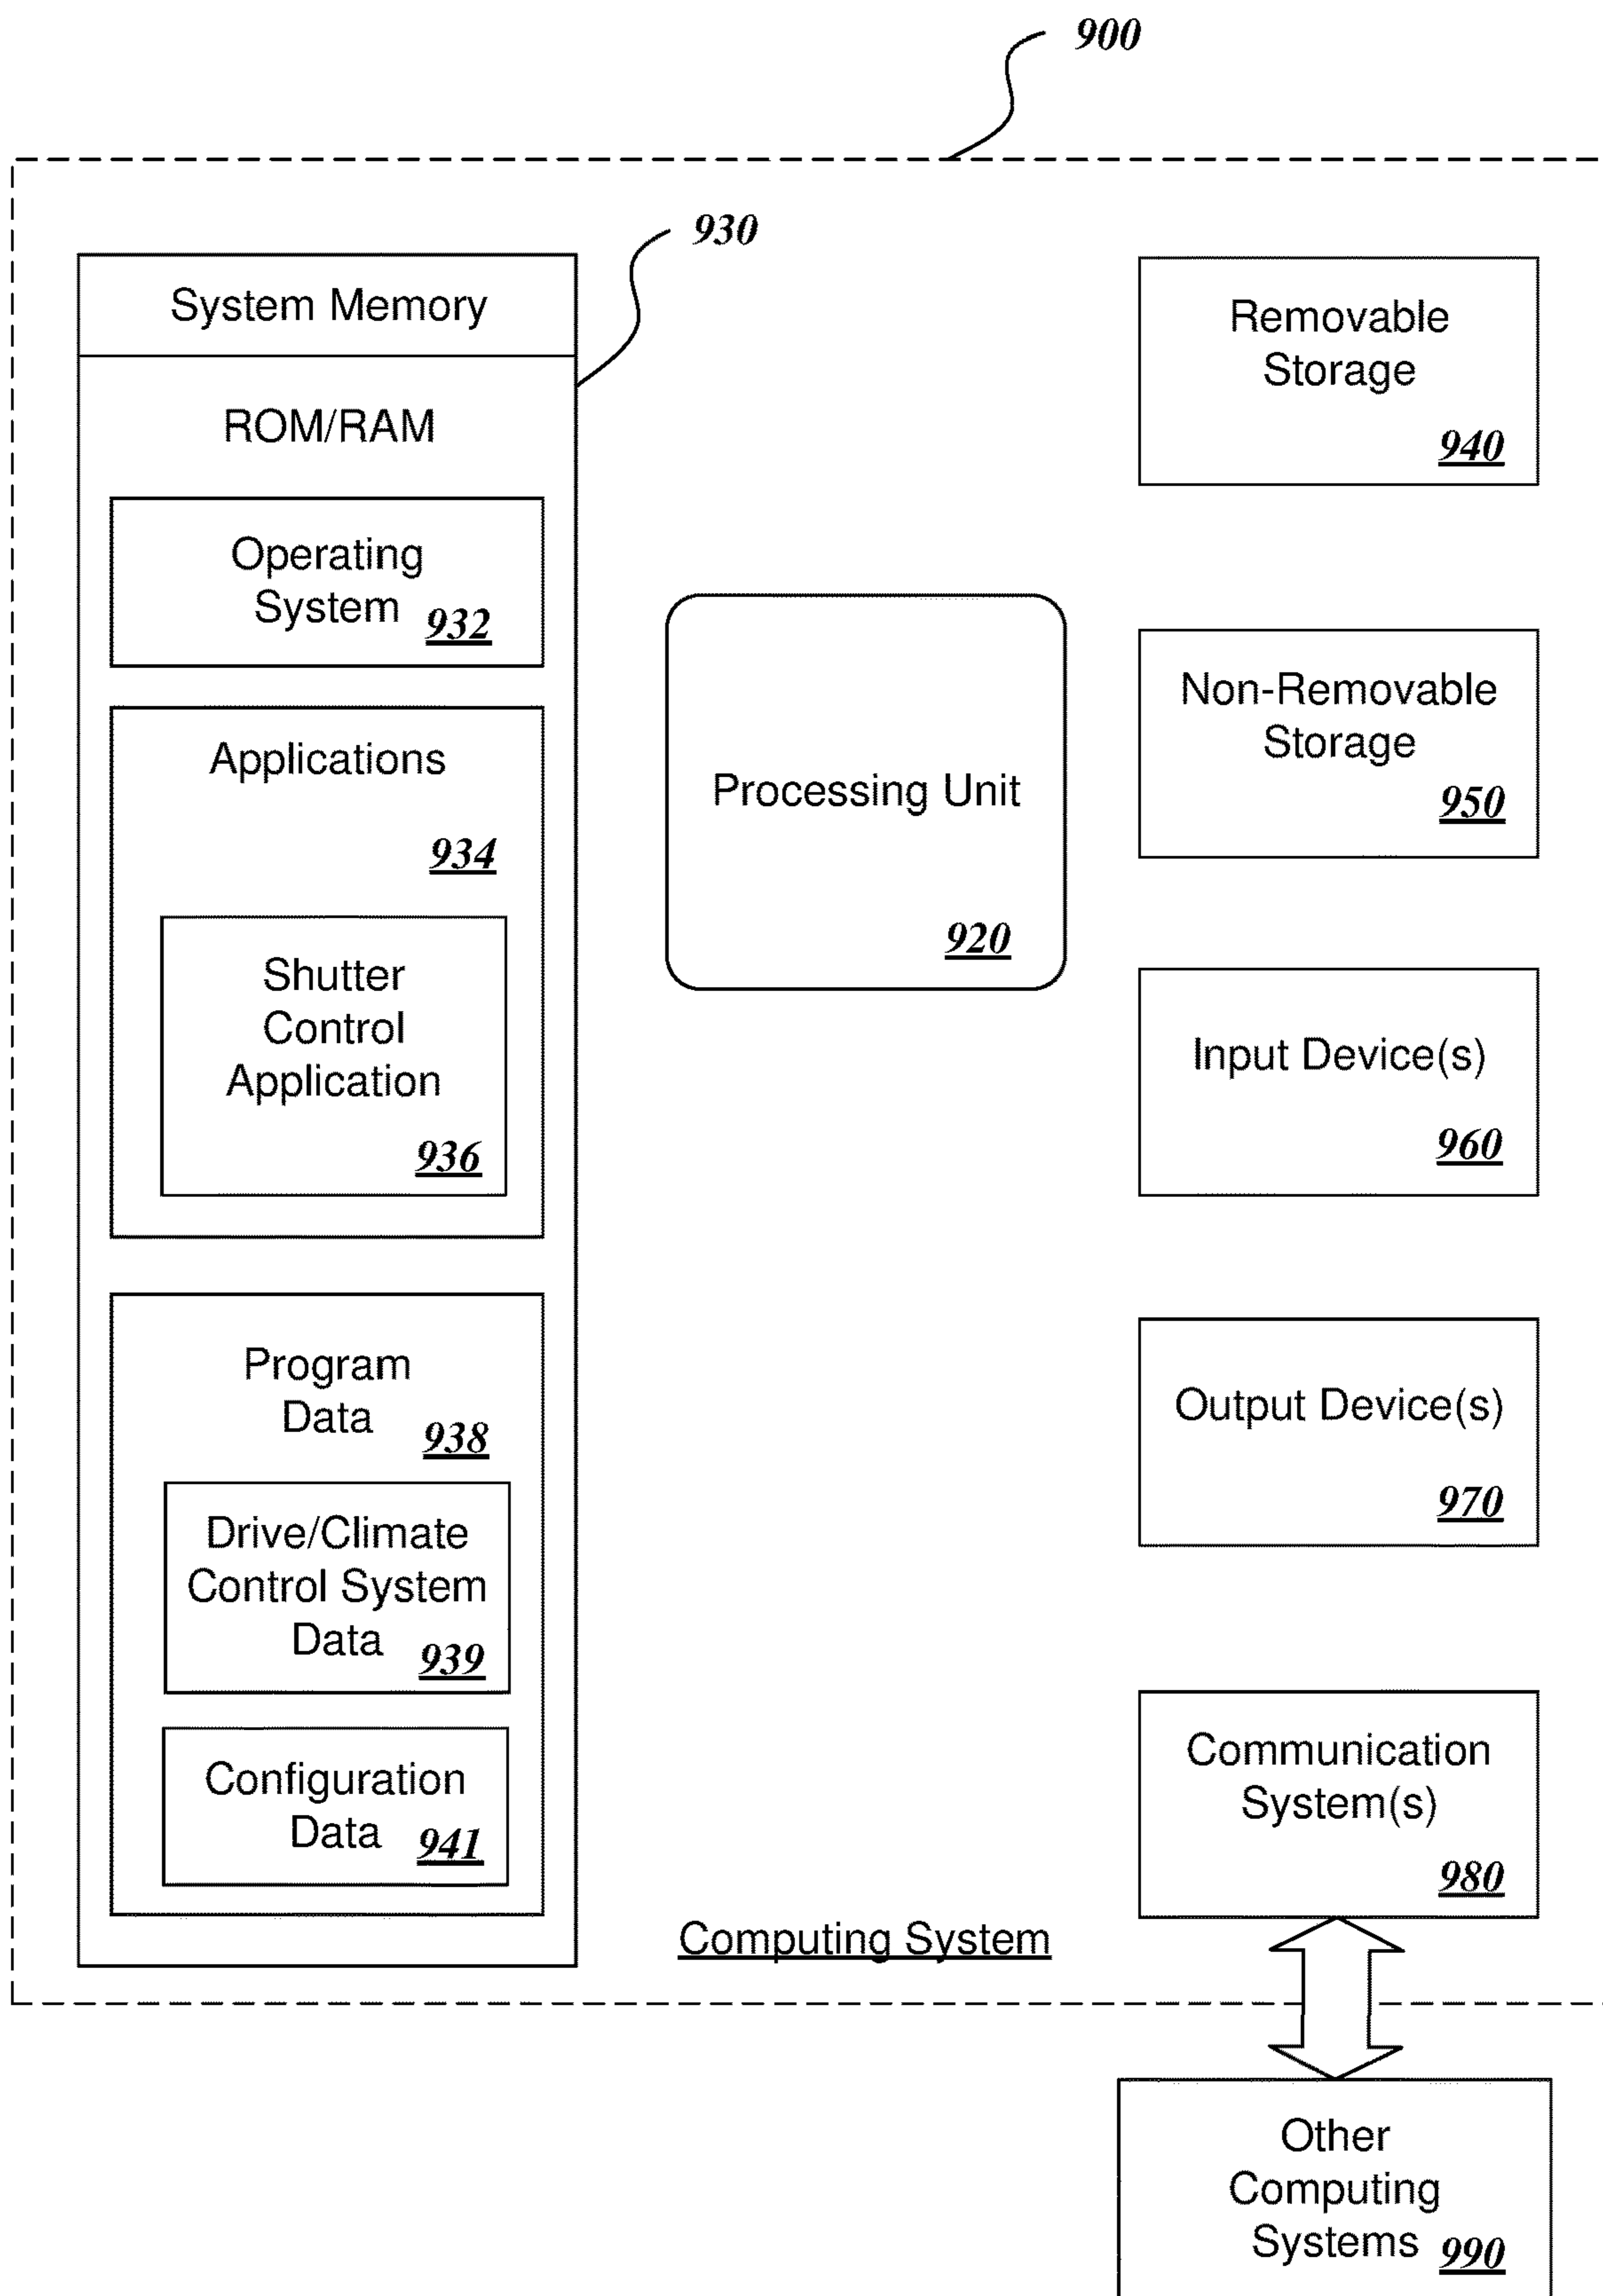 900
930
System Memory
ROM/RAM
Operating
System 932
Applications
934
Shutter
Control
Application
936
Program
Data 938
Drive/Climate
Control System
Data 939
Configuration
Data 941
Processing Unit
920
Removable
Storage
940
Non-Removable
Storage
950
Input Device(s)
960
Output Device(s)
970
Communication
System(s)
980
Computing System
Other
Computing
Systems 990